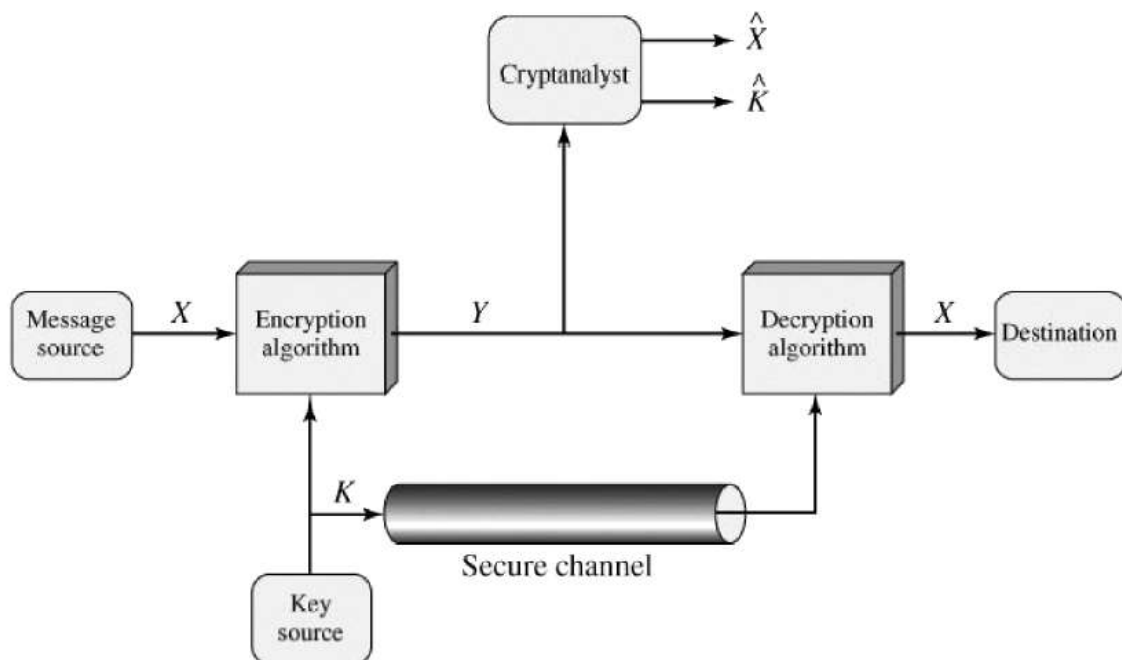 X̂
Cryptanalyst
K̂
Message
source
X
Encryption
algorithm
Y
Decryption
algorithm
X
Destination
K
Secure channel
Key
source